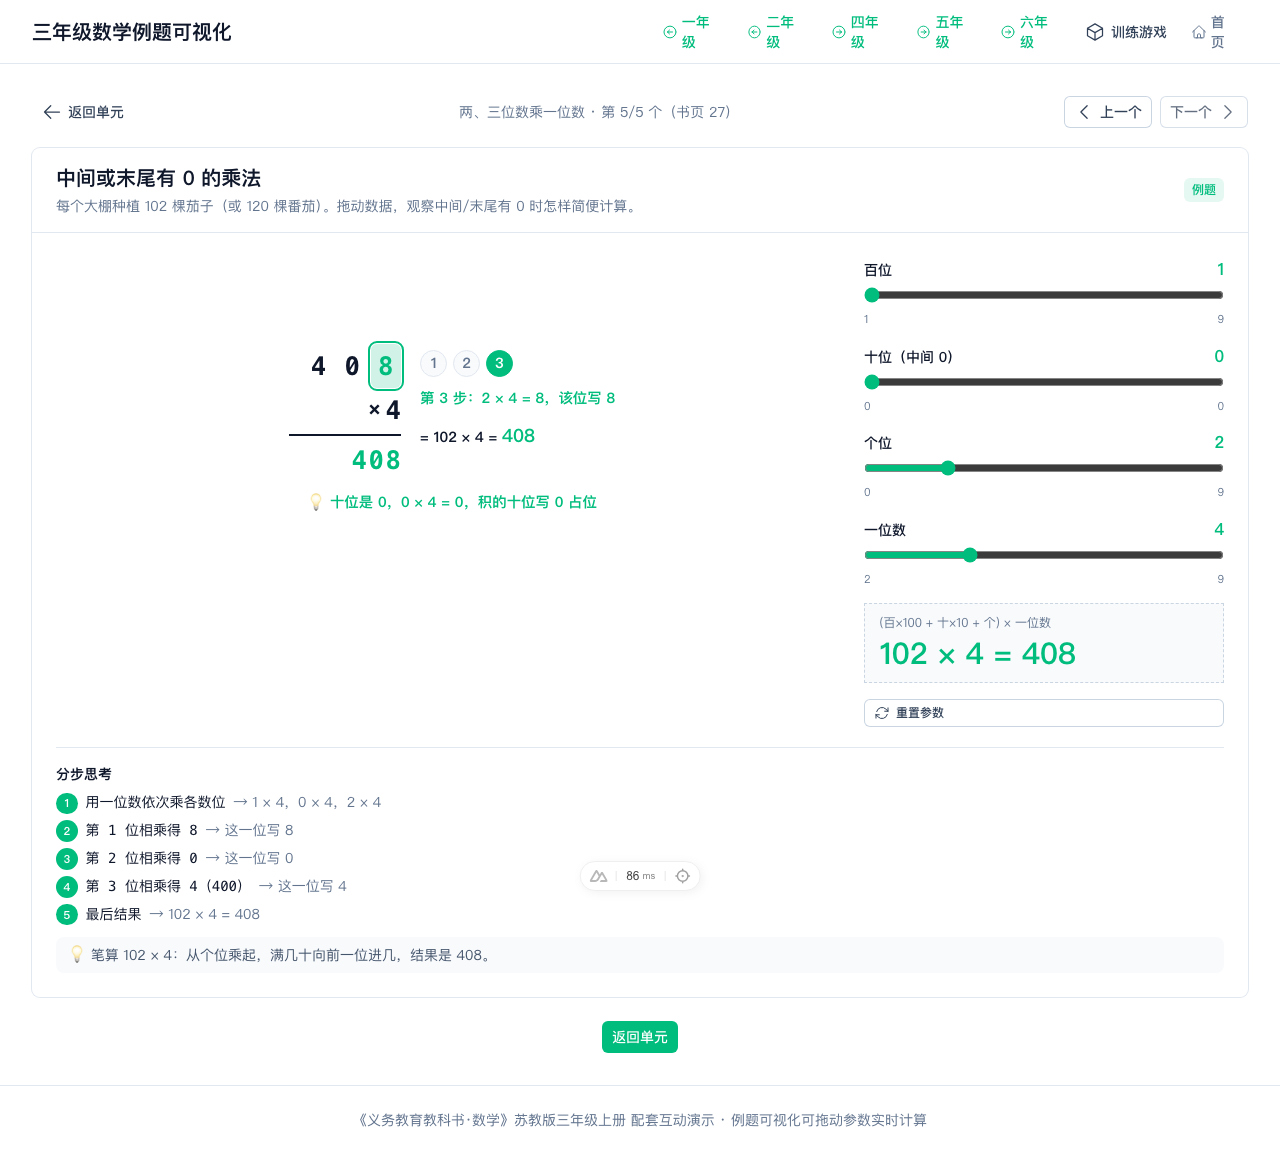 三年级数学例题可视化
一年级
二年级
四年级
五年级
六年级
训练游戏
首页
返回单元
两、三位数乘一位数 · 第 5/5 个（书页 27）
上一个
下一个
中间或末尾有 0 的乘法
每个大棚种植 102 棵茄子（或 120 棵番茄）。拖动数据，观察中间/末尾有 0 时怎样简便计算。
例题
4 0 8
×4
408
1 2 3
第 3 步：2 × 4 = 8，该位写 8
= 102 × 4 = 408
💡 十位是 0，0 × 4 = 0，积的十位写 0 占位
百位 1
1 9
十位（中间 0） 0
0 0
个位 2
0 9
一位数 4
2 9
(百×100 + 十×10 + 个) × 一位数
102 × 4 = 408
重置参数
分步思考
1 用一位数依次乘各数位 → 1 × 4，0 × 4，2 × 4
2 第 1 位相乘得 8 → 这一位写 8
3 第 2 位相乘得 0 → 这一位写 0
4 第 3 位相乘得 4（400） → 这一位写 4
5 最后结果 → 102 × 4 = 408
86 ms
💡 笔算 102 × 4：从个位乘起，满几十向前一位进几，结果是 408。
返回单元
《义务教育教科书·数学》苏教版三年级上册 配套互动演示 · 例题可视化可拖动参数实时计算